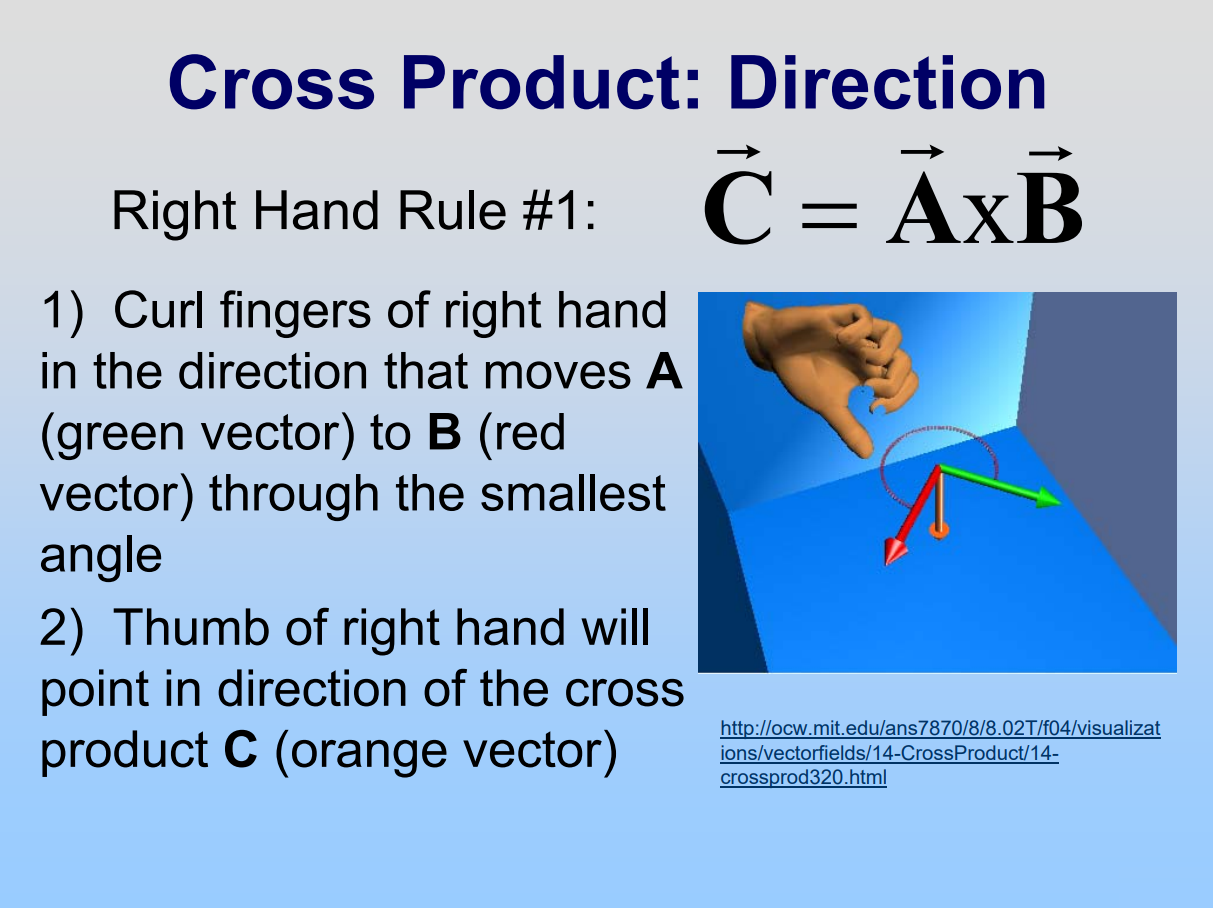 Cross Product: Direction
Right Hand Rule #1:
C = AxB
1) Curl fingers of right hand
in the direction that moves A
(green vector) to B (red
vector) through the smallest
angle
2) Thumb of right hand will
point in direction of the cross
product C (orange vector)
http://ocw.mit.edu/ans7870/8/8.02T/f04/visualizat
ions/vectorfields/14-CrossProduct/14-
crossprod320.html